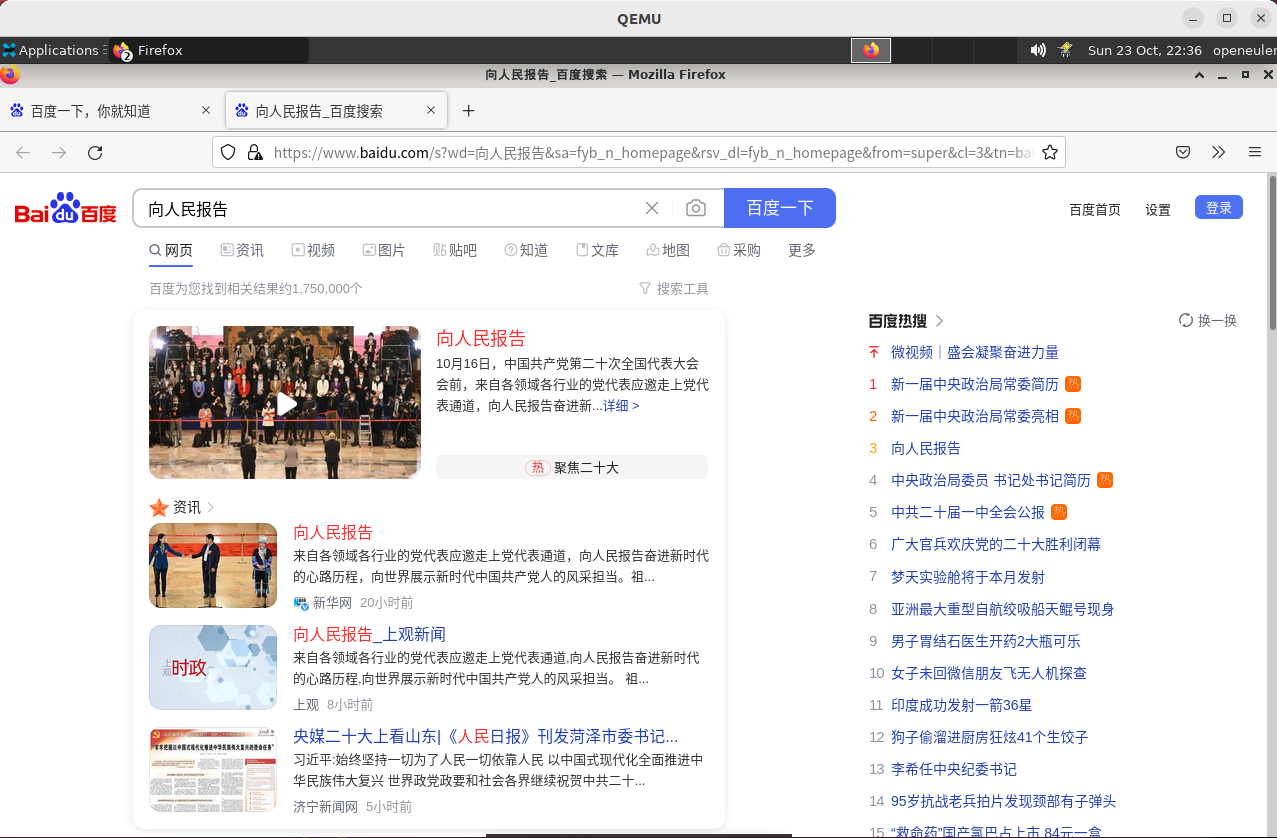 QEMU
Applications
2 Firefox
Sun 23 Oct, 22:36 openeuler
向人民报告_百度搜索 — Mozilla Firefox
百度一下，你就知道
向人民报告_百度搜索
https://www.baidu.com/s?wd=向人民报告&sa=fyb_n_homepage&rsv_dl=fyb_n_homepage&from=super&cl=3&tn=bai
Bai du 百度
向人民报告
百度一下
百度首页 设置 登录
网页 资讯 视频 图片 贴吧 知道 文库 地图 采购 更多
百度为您找到相关结果约1,750,000个
搜索工具
向人民报告
10月16日，中国共产党第二十次全国代表大会
会前，来自各领域各行业的党代表应邀走上党代
表通道，向人民报告奋进新...详细 >
热 聚焦二十大
资讯
向人民报告
来自各领域各行业的党代表应邀走上党代表通道，向人民报告奋进新时代
的心路历程，向世界展示新时代中国共产党人的风采担当。祖...
新华网 20小时前
上观时政
向人民报告_上观新闻
来自各领域各行业的党代表应邀走上党代表通道,向人民报告奋进新时代
的心路历程,向世界展示新时代中国共产党人的风采担当。 祖...
上观 8小时前
央媒二十大上看山东|《人民日报》刊发菏泽市委书记...
习近平:始终坚持一切为了人民一切依靠人民 以中国式现代化全面推进中
华民族伟大复兴 世界政党政要和社会各界继续祝贺中共二十...
济宁新闻网 5小时前
百度热搜
换一换
微视频｜盛会凝聚奋进力量
1 新一届中央政治局常委简历 热
2 新一届中央政治局常委亮相 热
3 向人民报告
4 中央政治局委员 书记处书记简历 热
5 中共二十届一中全会公报 热
6 广大官兵欢庆党的二十大胜利闭幕
7 梦天实验舱将于本月发射
8 亚洲最大重型自航绞吸船天鲲号现身
9 男子胃结石医生开药2大瓶可乐
10 女子未回微信朋友飞无人机探查
11 印度成功发射一箭36星
12 狗子偷溜进厨房狂炫41个生饺子
13 李希任中央纪委书记
14 95岁抗战老兵拍片发现颈部有子弹头
15 “救命药”国产氯巴占上市 84元一盒